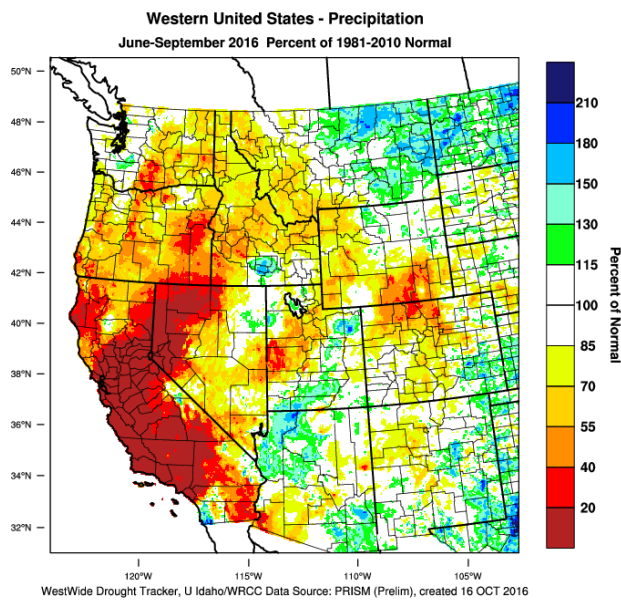 Western United States - Precipitation
June-September 2016 Percent of 1981-2010 Normal
50°N
48°N
46°N
44°N
42°N
40°N
38°N
36°N
34°N
32°N
120°W
115°W
110°W
105°W
210
180
150
130
115
100
85
70
55
40
20
Percent of Normal
WestWide Drought Tracker, U Idaho/WRCC Data Source: PRISM (Prelim), created 16 OCT 2016